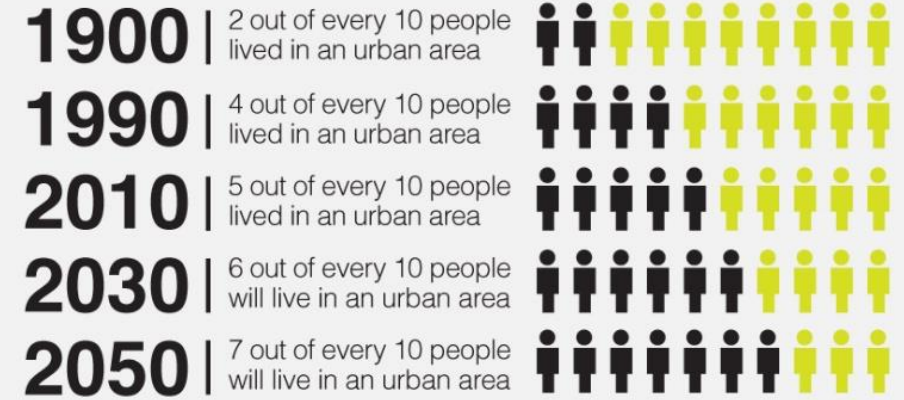 1900
2 out of every 10 people
lived in an urban area
1990
4 out of every 10 people
lived in an urban area
2010
5 out of every 10 people
lived in an urban area
2030
6 out of every 10 people
will live in an urban area
2050
7 out of every 10 people
will live in an urban area